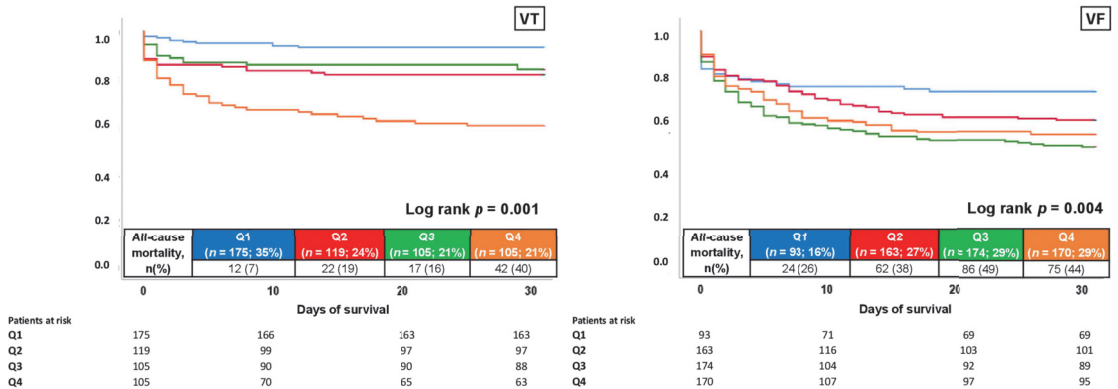 VT
1.0
0.8
0.6
0.4
0.2
0.0
Log rank p = 0.001
All-cause mortality, n(%)
Q1 (n = 175; 35%)
Q2 (n = 119; 24%)
Q3 (n = 105; 21%)
Q4 (n = 105; 21%)
12 (7)
22 (19)
17 (16)
42 (40)
0 10 20 30
Days of survival
Patients at risk
Q1 175 166 163 163
Q2 119 99 97 97
Q3 105 90 90 88
Q4 105 70 65 63
VF
1.0
0.8
0.6
0.4
0.2
0.0
Log rank p = 0.004
All-cause mortality, n(%)
Q1 (n = 93; 16%)
Q2 (n = 163; 27%)
Q3 (n = 174; 29%)
Q4 (n = 170; 29%)
24 (26)
62 (38)
86 (49)
75 (44)
0 10 20 30
Days of survival
Patients at risk
Q1 93 71 69 69
Q2 163 116 103 101
Q3 174 104 92 89
Q4 170 107 97 95